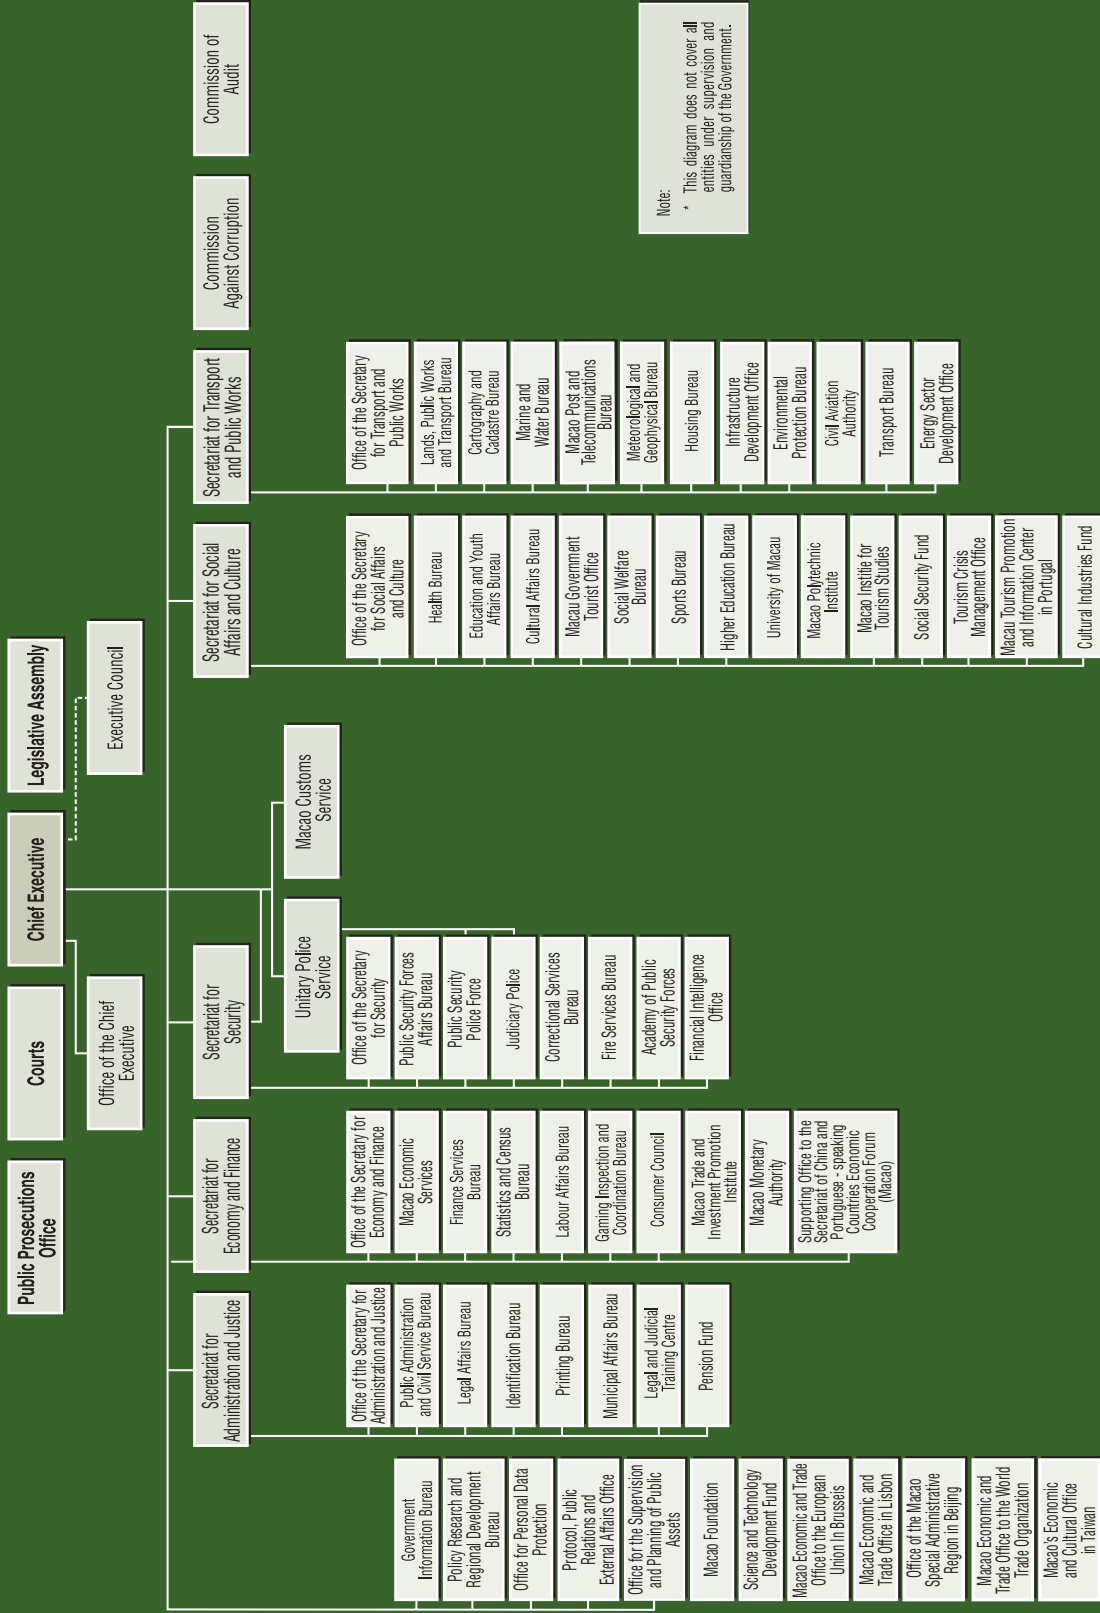 Public Prosecutions
Office
Courts
Chief Executive
Legislative Assembly
Office of the Chief
Executive
Executive Council
Secretariat for
Administration and Justice
Secretariat for
Economy and Finance
Secretariat for
Security
Secretariat for Social
Affairs and Culture
Secretariat for Transport
and Public Works
Commission
Against Corruption
Commission of
Audit
Unitary Police
Service
Macao Customs
Service
Government
Information Bureau
Policy Research and
Regional Development
Bureau
Office for Personal Data
Protection
Protocol, Public
Relations and
External Affairs Office
Office for the Supervision
and Planning of Public
Assets
Macao Foundation
Science and Technology
Development Fund
Macao Economic and Trade
Office to the European
Union In Brussels
Macao Economic and
Trade Office in Lisbon
Office of the Macao
Special Administrative
Region in Beijing
Macao Economic and
Trade Office to the World
Trade Organization
Macao's Economic
and Cultural Office
in Taiwan
Office of the Secretary for
Administration and Justice
Public Administration
and Civil Service Bureau
Legal Affairs Bureau
Identification Bureau
Printing Bureau
Municipal Affairs Bureau
Legal and Judicial
Training Centre
Pension Fund
Office of the Secretary for
Economy and Finance
Macao Economic
Services
Finance Services
Bureau
Statistics and Census
Bureau
Labour Affairs Bureau
Gaming Inspection and
Coordination Bureau
Consumer Council
Macao Trade and
Investment Promotion
Institute
Macao Monetary
Authority
Supporting Office to the
Secretariat of China and
Portuguese - speaking
Countries Economic
Cooperation Forum
(Macao)
Office of the Secretary
for Security
Public Security Forces
Affairs Bureau
Public Security
Police Force
Judiciary Police
Correctional Services
Bureau
Fire Services Bureau
Academy of Public
Security Forces
Financial Intelligence
Office
Office of the Secretary
for Social Affairs
and Culture
Health Bureau
Education and Youth
Affairs Bureau
Cultural Affairs Bureau
Macau Government
Tourist Office
Social Welfare
Bureau
Sports Bureau
Higher Education Bureau
University of Macau
Macao Polytechnic
Institute
Macao Institie for
Tourism Studies
Social Security Fund
Tourism Crisis
Management Office
Macau Tourism Promotion
and Information Center
in Portugal
Cultural Industries Fund
Office of the Secretary
for Transport and
Public Works
Lands, Public Works
and Transport Bureau
Cartography and
Cadastre Bureau
Marine and
Water Bureau
Macao Post and
Telecommunications
Bureau
Meteorological and
Geophysical Bureau
Housing Bureau
Infrastructure
Development Office
Environmental
Protection Bureau
Civil Aviation
Authority
Transport Bureau
Energy Sector
Development Office
Note:
* This diagram does not cover all
entities under supervision and
guardianship of the Government.